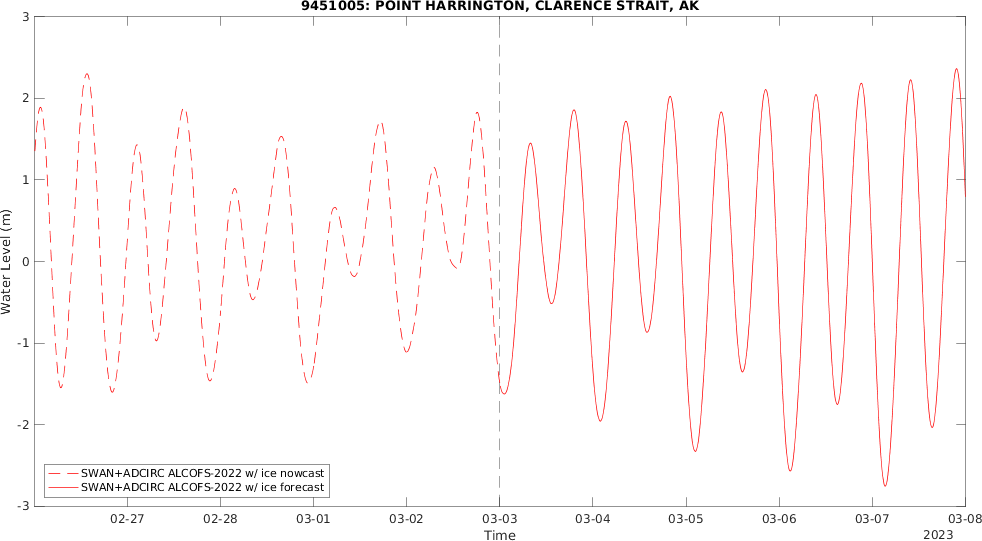 9451005: POINT HARRINGTON, CLARENCE STRAIT, AK
3
2
1
0
-1
-2
-3
Water Level (m)
SWAN+ADCIRC ALCOFS-2022 w/ ice nowcast
SWAN+ADCIRC ALCOFS-2022 w/ ice forecast
02-27 02-28 03-01 03-02 03-03 03-04 03-05 03-06 03-07 03-08
Time
2023